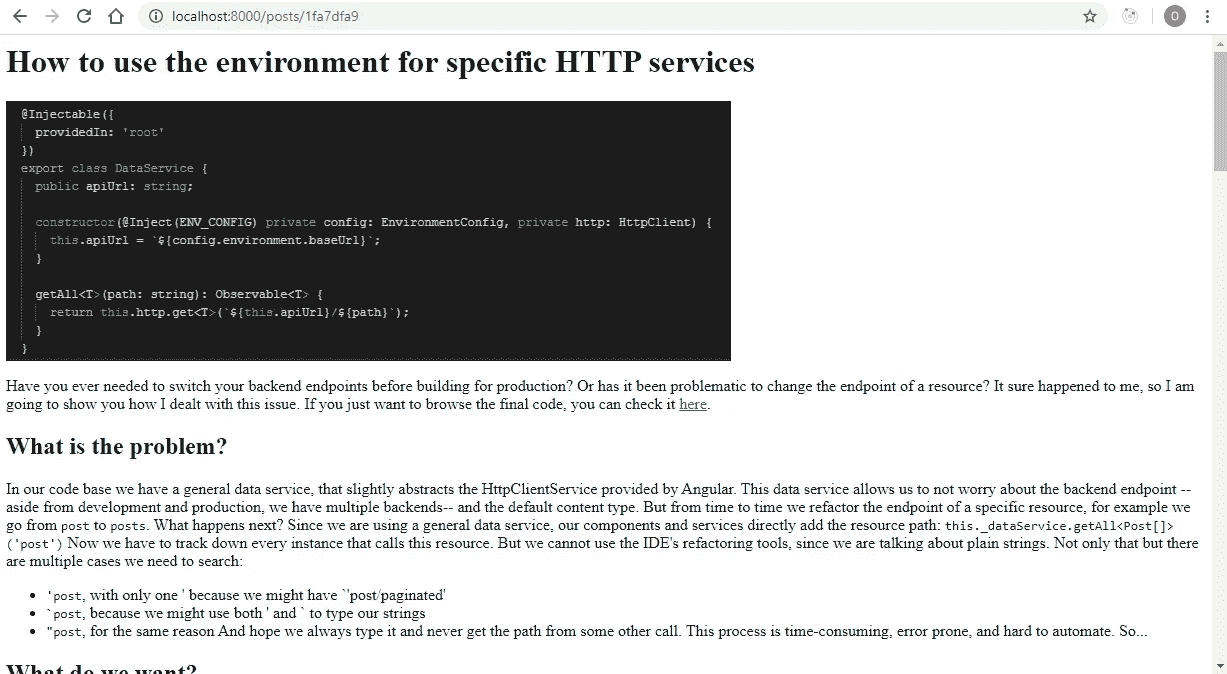 localhost:8000/posts/1fa7dfa9
O
How to use the environment for specific HTTP services
@Injectable({
providedIn: 'root'
})
export class DataService {
public apiUrl: string;
constructor(@Inject(ENV_CONFIG) private config: EnvironmentConfig, private http: HttpClient) {
this.apiUrl = `${config.environment.baseUrl}`;
}
getAll<T>(path: string): Observable<T> {
return this.http.get<T>(`${this.apiUrl}/${path}`);
}
}
Have you ever needed to switch your backend endpoints before building for production? Or has it been problematic to change the endpoint of a resource? It sure happened to me, so I am
going to show you how I dealt with this issue. If you just want to browse the final code, you can check it here.
What is the problem?
In our code base we have a general data service, that slightly abstracts the HttpClientService provided by Angular. This data service allows us to not worry about the backend endpoint --
aside from development and production, we have multiple backends-- and the default content type. But from time to time we refactor the endpoint of a specific resource, for example we
go from post to posts. What happens next? Since we are using a general data service, our components and services directly add the resource path: this._dataService.getAll<Post[]>
('post') Now we have to track down every instance that calls this resource. But we cannot use the IDE's refactoring tools, since we are talking about plain strings. Not only that but there
are multiple cases we need to search:
• 'post, with only one ' because we might have `'post/paginated'
• `post, because we might use both ' and ` to type our strings
• "post, for the same reason And hope we always type it and never get the path from some other call. This process is time-consuming, error prone, and hard to automate. So...
What do we want?